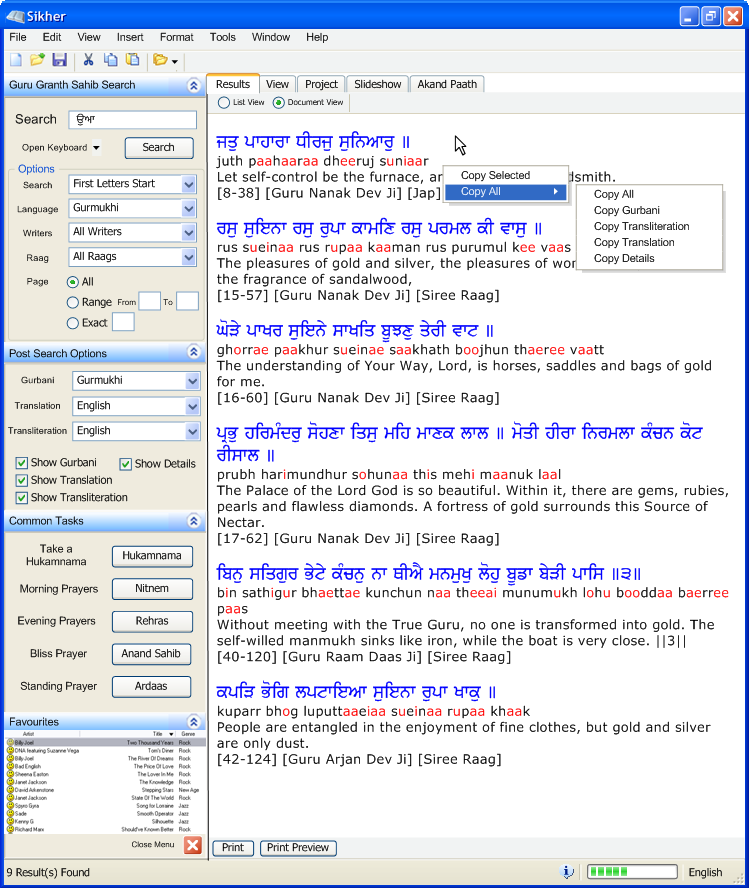 Sikher
File Edit View Insert Format Tools Window Help
Guru Granth Sahib Search
Search ੳੁਅਾ
Open Keyboard Search
Options
Search First Letters Start
Language Gurmukhi
Writers All Writers
Raag All Raags
Page All
Range From To
Exact
Post Search Options
Gurbani Gurmukhi
Translation English
Transliteration English
Show Gurbani Show Details
Show Translation
Show Transliteration
Common Tasks
Take a Hukamnama Hukamnama
Morning Prayers Nitnem
Evening Prayers Rehras
Bliss Prayer Anand Sahib
Standing Prayer Ardaas
Favourites
Artist Title Genre
Billy Joel Two Thousand Years Rock
DNA featuring Suzanne Vega Tom's Diner Rock
Billy Joel The River Of Dreams Rock
Bad English The Price Of Love Rock
Sheena Easton The Lover In Me Rock
Janet Jackson The Knowledge Rock
David Arkenstone Stepping Stars New Age
Janet Jackson State Of The World Rock
Spyro Gyra Song for Lorraine Jazz
Sade Smooth Operator Jazz
Kenny G Silhouette Jazz
Richard Marx Should've Known Better Rock
Close Menu
Results View Project Slideshow Akand Paath
List View Document View
ਜਤੁ ਪਾਹਾਰਾ ਧੀਰਜੁ ਸੁਨਿਆਰੁ ॥
juth paahaaraa dheeruj suniaar
Let self-control be the furnace, an dsmith.
[8-38] [Guru Nanak Dev Ji] [Jap]
Copy Selected
Copy All
Copy All
Copy Gurbani
Copy Transliteration
Copy Translation
Copy Details
ਰਸੁ ਸੁਇਨਾ ਰਸੁ ਰੁਪਾ ਕਾਮਣਿ ਰਸੁ ਪਰਮਲ ਕੀ ਵਾਸੁ ॥
rus sueinaa rus rupaa kaaman rus purumul kee vaas
The pleasures of gold and silver, the pleasures of wor
the fragrance of sandalwood,
[15-57] [Guru Nanak Dev Ji] [Siree Raag]
ਘੋੜੇ ਪਾਖਰ ਸੁਇਨੇ ਸਾਖਤਿ ਬੂਝਣੁ ਤੇਰੀ ਵਾਟ ॥
ghorrae paakhur sueinae saakhath boojhun thaeree vaatt
The understanding of Your Way, Lord, is horses, saddles and bags of gold
for me.
[16-60] [Guru Nanak Dev Ji] [Siree Raag]
ਪ੍ਰਭੁ ਹਰਿਮੰਦਰੁ ਸੋਹਣਾ ਤਿਸੁ ਮਹਿ ਮਾਣਕ ਲਾਲ ॥ ਮੋਤੀ ਹੀਰਾ ਨਿਰਮਲਾ ਕੰਚਨ ਕੋਟ
ਰੀਸਾਲ ॥
prubh harimundhur sohunaa this mehi maanuk laal
The Palace of the Lord God is so beautiful. Within it, there are gems, rubies,
pearls and flawless diamonds. A fortress of gold surrounds this Source of
Nectar.
[17-62] [Guru Nanak Dev Ji] [Siree Raag]
ਬਿਨੁ ਸਤਿਗੁਰ ਭੇਟੇ ਕੰਚਨੁ ਨਾ ਥੀਐ ਮਨਮੁਖੁ ਲੋਹੁ ਬੂਡਾ ਬੇੜੀ ਪਾਸਿ ॥੩॥
bin sathigur bhaettae kunchun naa theeai munumukh lohu booddaa baerree
paas
Without meeting with the True Guru, no one is transformed into gold. The
self-willed manmukh sinks like iron, while the boat is very close. ||3||
[40-120] [Guru Raam Daas Ji] [Siree Raag]
ਕਪੜਿ ਭੋਗਿ ਲਪਟਾਇਆ ਸੁਇਨਾ ਰੁਪਾ ਖਾਕੁ ॥
kuparr bhog luputtaaeiaa sueinaa rupaa khaak
People are entangled in the enjoyment of fine clothes, but gold and silver
are only dust.
[42-124] [Guru Arjan Dev Ji] [Siree Raag]
Print Print Preview
9 Result(s) Found English